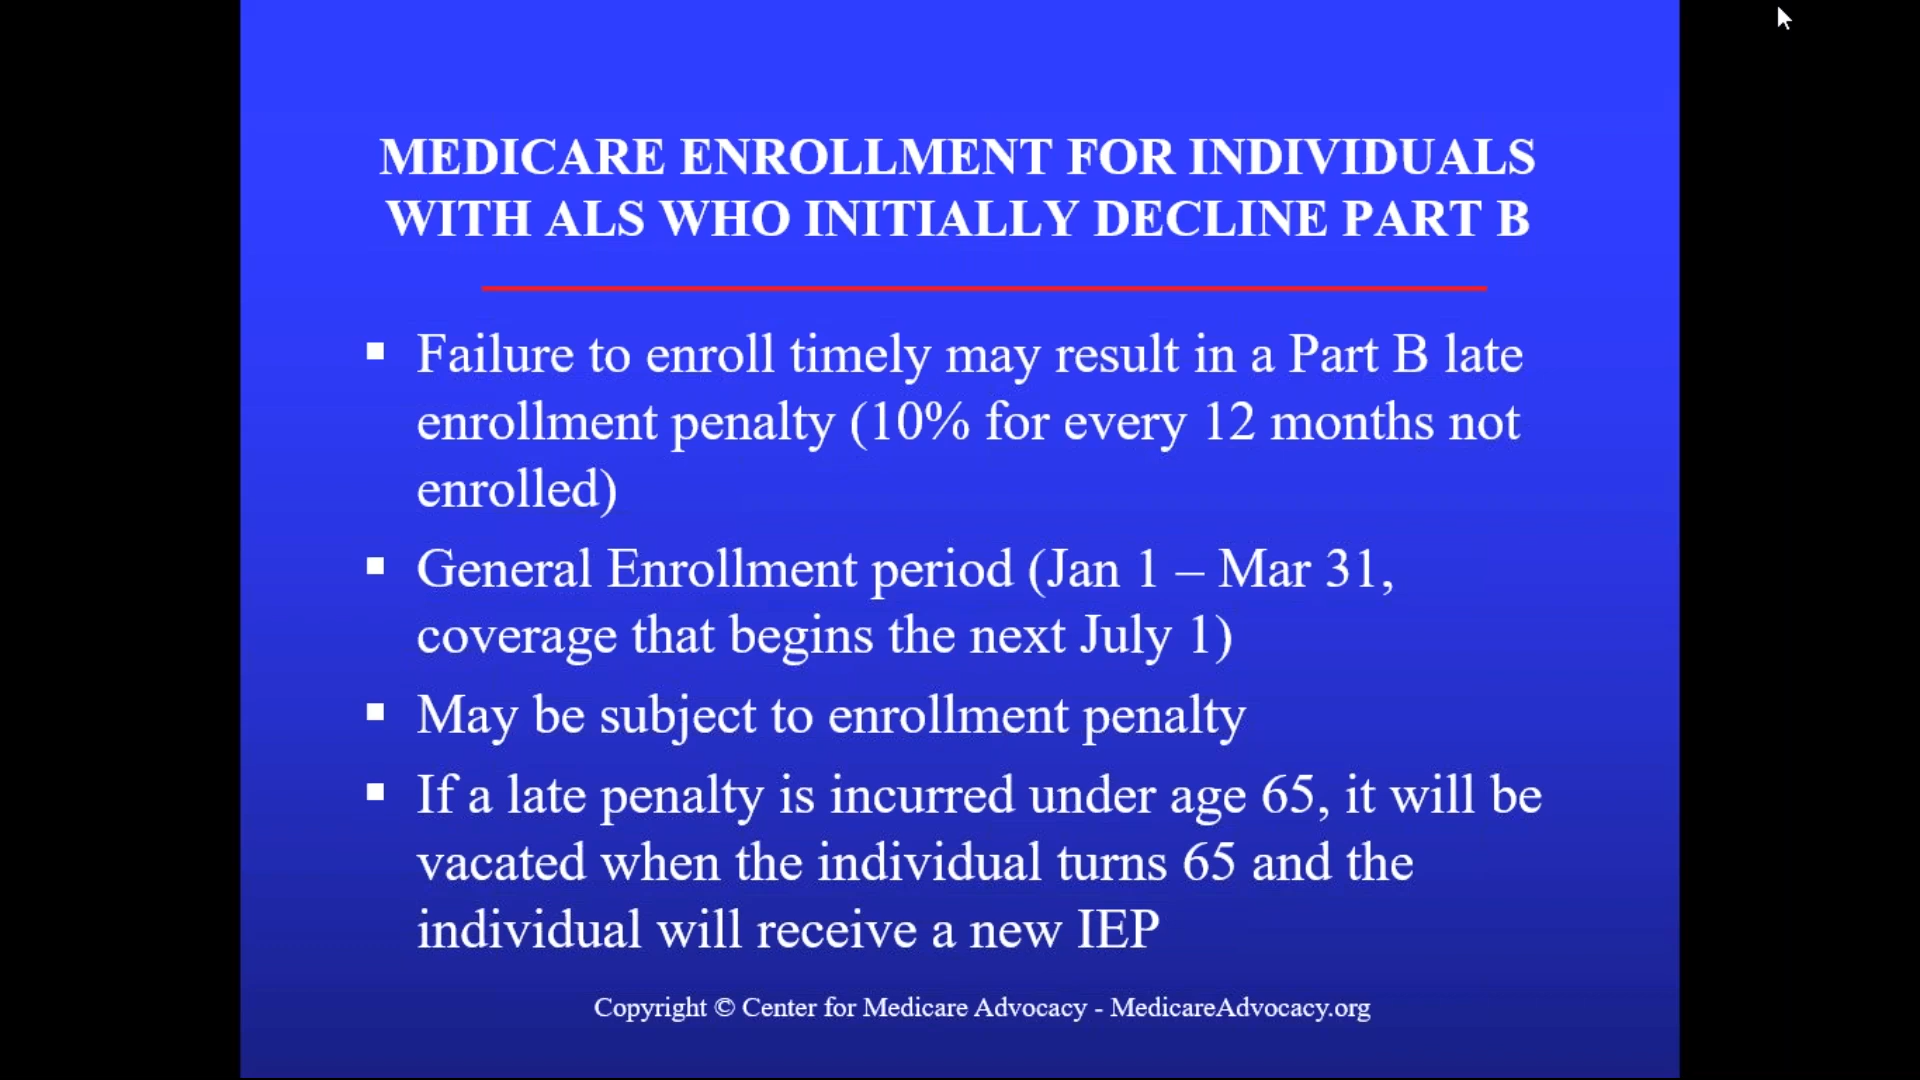 MEDICARE ENROLLMENT FOR INDIVIDUALS
WITH ALS WHO INITIALLY DECLINE PART B
▪ Failure to enroll timely may result in a Part B late
enrollment penalty (10% for every 12 months not
enrolled)
▪ General Enrollment period (Jan 1 – Mar 31,
coverage that begins the next July 1)
▪ May be subject to enrollment penalty
▪ If a late penalty is incurred under age 65, it will be
vacated when the individual turns 65 and the
individual will receive a new IEP
Copyright © Center for Medicare Advocacy - MedicareAdvocacy.org